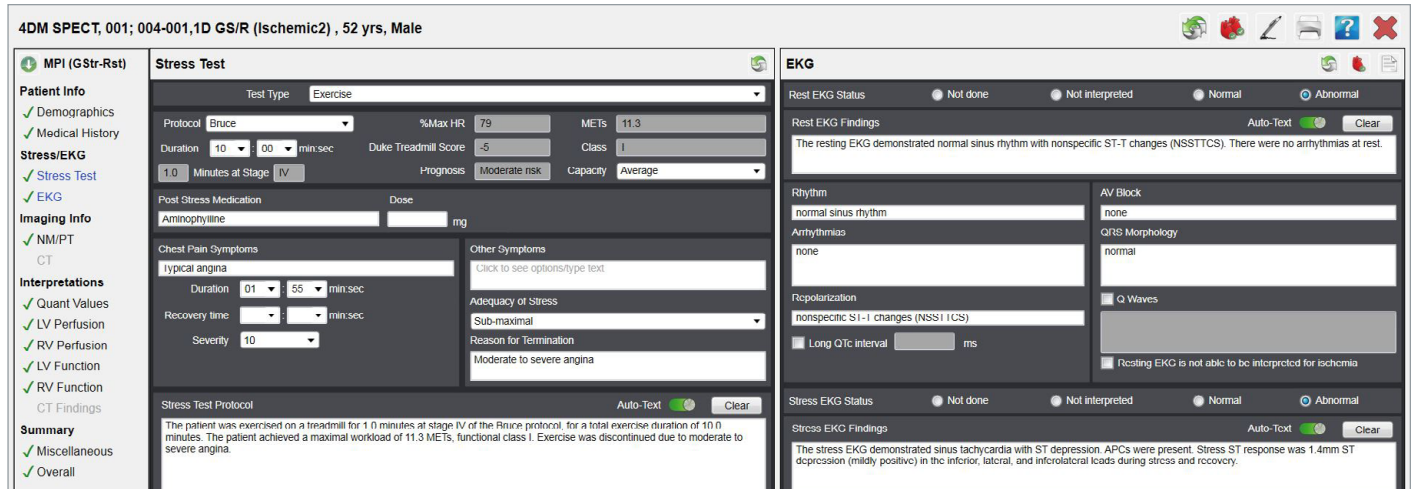 4DM SPECT, 001; 004-001,1D GS/R (Ischemic2) , 52 yrs, Male
MPI (GStr-Rst)
Patient Info
Demographics
Medical History
Stress/EKG
Stress Test
EKG
Imaging Info
NM/PT
CT
Interpretations
Quant Values
LV Perfusion
RV Perfusion
LV Function
RV Function
CT Findings
Summary
Miscellaneous
Overall
Stress Test
Test Type Exercise
Protocol Bruce %Max HR 79 METs 11.3
Duration 10 : 00 min:sec Duke Treadmill Score -5 Class I
1.0 Minutes at Stage IV Prognosis Moderate risk Capacity Average
Post Stress Medication Dose
Aminophylline mg
Chest Pain Symptoms Other Symptoms
Typical angina Click to see options/type text
Duration 01 : 55 min:sec
Adequacy of Stress
Recovery time : min:sec
Sub-maximal
Severity 10 Reason for Termination
Moderate to severe angina
Stress Test Protocol Auto-Text Clear
The patient was exercised on a treadmill for 1.0 minutes at stage IV of the Bruce protocol, for a total exercise duration of 10.0
minutes. The patient achieved a maximal workload of 11.3 METs, functional class I. Exercise was discontinued due to moderate to
severe angina.
EKG
Rest EKG Status Not done Not interpreted Normal Abnormal
Rest EKG Findings Auto-Text Clear
The resting EKG demonstrated normal sinus rhythm with nonspecific ST-T changes (NSSTTCS). There were no arrhythmias at rest.
Rhythm AV Block
normal sinus rhythm none
Arrhythmias QRS Morphology
none normal
Repolarization Q Waves
nonspecific ST-T changes (NSSTTCS)
Long QTc interval ms
Resting EKG is not able to be interpreted for ischemia
Stress EKG Status Not done Not interpreted Normal Abnormal
Stress EKG Findings Auto-Text Clear
The stress EKG demonstrated sinus tachycardia with ST depression. APCs were present. Stress ST response was 1.4mm ST
depression (mildly positive) in the inferior, lateral, and inferolateral leads during stress and recovery.